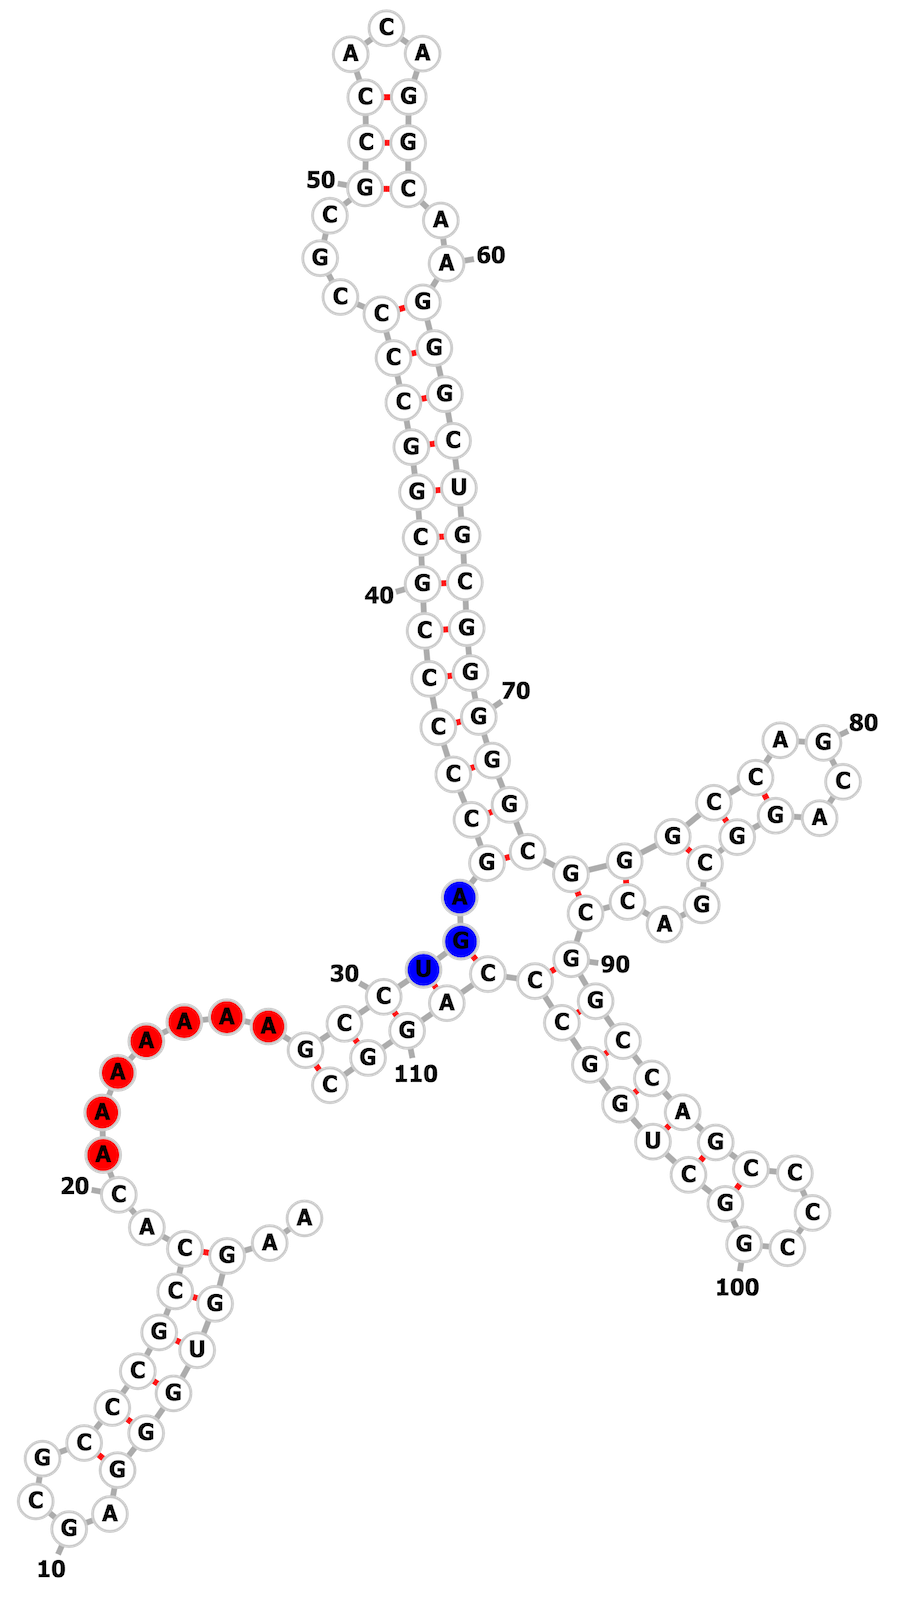 C
A A
C G
C G
50 G C
C A
G A 60
C C G
C G
C G
G C
G U
C G
40 G C
C G
C G
70
C G A G 80
C G C C
C G C G A
G G
G C G G C
A C C G
G A
30 U C C G 90
C A G
A A A A C G C
G C
A C G 110 G C
A G A
A U G
20 C C C C
A A G C
C G A G C
C G 100
G U
C G
C G
G C G
C A
G
10